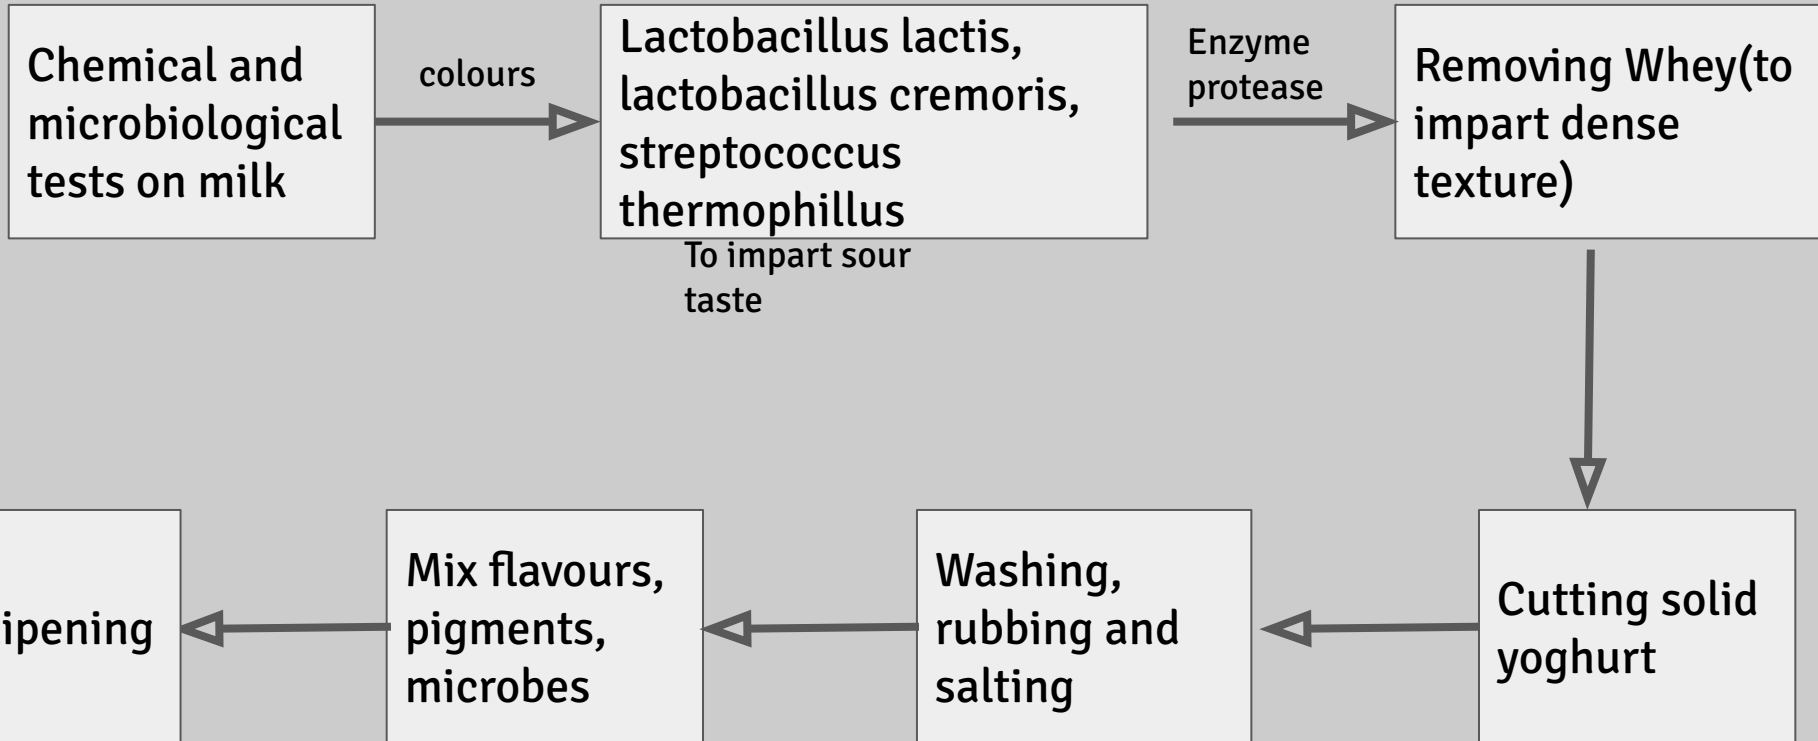 Chemical and
microbiological
tests on milk
colours
Lactobacillus lactis,
lactobacillus cremoris,
streptococcus
thermophillus
To impart sour
taste
Enzyme
protease
Removing Whey(to
impart dense
texture)
Cutting solid
yoghurt
Washing,
rubbing and
salting
Mix flavours,
pigments,
microbes
ipening